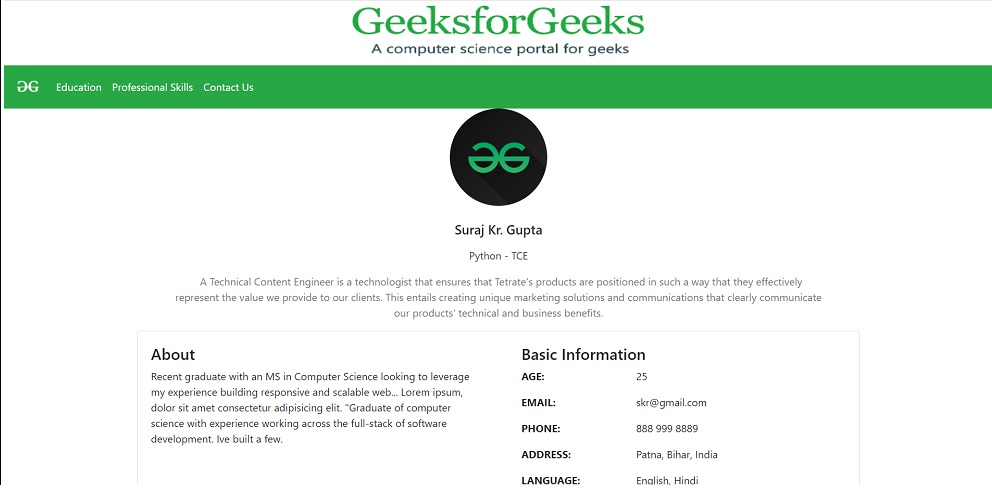 GeeksforGeeks
A computer science portal for geeks
Education Professional Skills Contact Us
Suraj Kr. Gupta
Python - TCE
A Technical Content Engineer is a technologist that ensures that Tetrate's products are positioned in such a way that they effectively
represent the value we provide to our clients. This entails creating unique marketing solutions and communications that clearly communicate
our products' technical and business benefits.
About
Recent graduate with an MS in Computer Science looking to leverage
my experience building responsive and scalable web... Lorem ipsum,
dolor sit amet consectetur adipisicing elit. "Graduate of computer
science with experience working across the full-stack of software
development. Ive built a few.
Basic Information
AGE: 25
EMAIL: skr@gmail.com
PHONE: 888 999 8889
ADDRESS: Patna, Bihar, India
LANGUAGE: English, Hindi